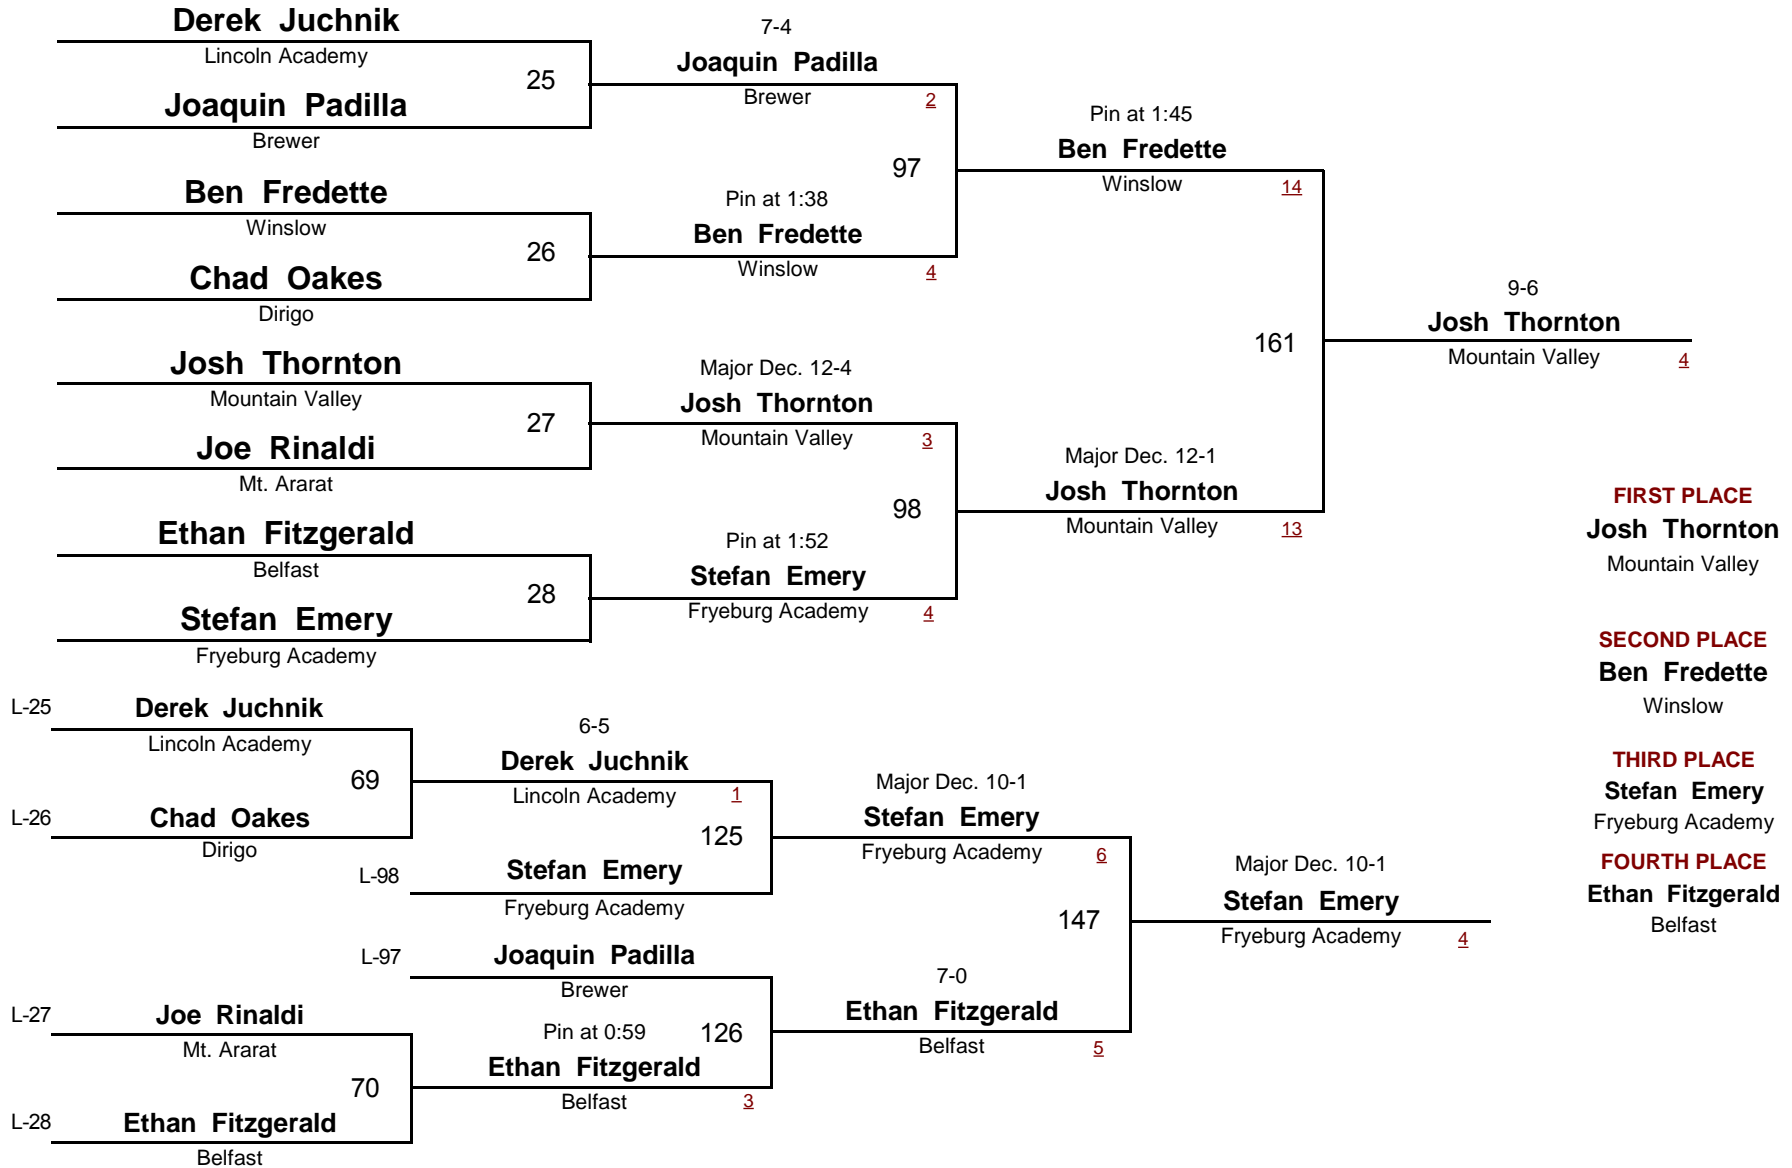 Derek Juchnik
Lincoln Academy
25
Joaquin Padilla
Brewer
Ben Fredette
Winslow
26
Chad Oakes
Dirigo
Josh Thornton
Mountain Valley
27
Joe Rinaldi
Mt. Ararat
Ethan Fitzgerald
Belfast
28
Stefan Emery
Fryeburg Academy
7-4
Joaquin Padilla
Brewer 2
97
Pin at 1:38
Ben Fredette
Winslow 4
Major Dec. 12-4
Josh Thornton
Mountain Valley 3
98
Pin at 1:52
Stefan Emery
Fryeburg Academy 4
Pin at 1:45
Ben Fredette
Winslow 14
161
Major Dec. 12-1
Josh Thornton
Mountain Valley 13
9-6
Josh Thornton
Mountain Valley 4
FIRST PLACE
Josh Thornton
Mountain Valley
SECOND PLACE
Ben Fredette
Winslow
THIRD PLACE
Stefan Emery
Fryeburg Academy
FOURTH PLACE
Ethan Fitzgerald
Belfast
L-25 Derek Juchnik
Lincoln Academy
69
L-26 Chad Oakes
Dirigo
6-5
Derek Juchnik
Lincoln Academy 1
125
L-98 Stefan Emery
Fryeburg Academy
L-97 Joaquin Padilla
Brewer
126
Pin at 0:59
Ethan Fitzgerald
Belfast 3
L-27 Joe Rinaldi
Mt. Ararat
70
L-28 Ethan Fitzgerald
Belfast
Major Dec. 10-1
Stefan Emery
Fryeburg Academy 6
147
7-0
Ethan Fitzgerald
Belfast 5
Major Dec. 10-1
Stefan Emery
Fryeburg Academy 4